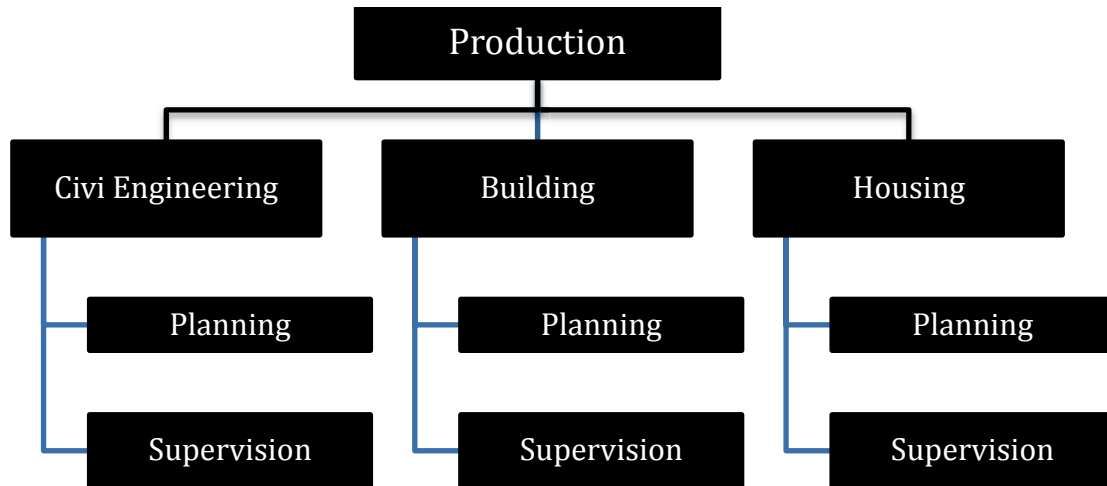 Production
Civi Engineering
Building
Housing
Planning
Planning
Planning
Supervision
Supervision
Supervision